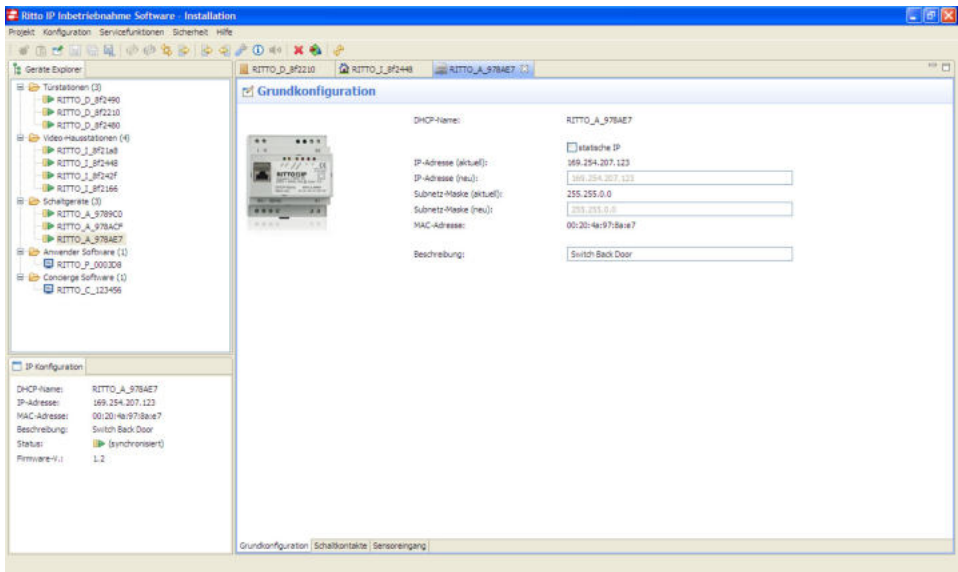 Ritto IP Inbetriebnahme Software - Installation
Projekt Konfiguration Servicefunktionen Sicherheit Hilfe
Geräte Explorer
Türstationen (3)
RITTO_D_8f2490
RITTO_D_8f2210
RITTO_D_8f2480
Video-Hausstationen (4)
RITTO_I_8f21a8
RITTO_I_8f2448
RITTO_I_8f242f
RITTO_I_8f2166
Schaltgeräte (3)
RITTO_A_9789C0
RITTO_A_978ACF
RITTO_A_978AE7
Anwender Software (1)
RITTO_P_0003D8
Concierge Software (1)
RITTO_C_123456
IP Konfiguration
DHCP-Name: RITTO_A_978AE7
IP-Adresse: 169.254.207.123
MAC-Adresse: 00:20:4a:97:8a:e7
Beschreibung: Switch Back Door
Status: (synchronisiert)
Firmware-V.: 1.2
RITTO_D_8f2210 RITTO_I_8f2448 RITTO_A_978AE7
Grundkonfiguration
DHCP-Name: RITTO_A_978AE7
statische IP
IP-Adresse (aktuell): 169.254.207.123
IP-Adresse (neu): 169.254.207.123
Subnetz-Maske (aktuell): 255.255.0.0
Subnetz-Maske (neu): 255.255.0.0
MAC-Adresse: 00:20:4a:97:8a:e7
Beschreibung: Switch Back Door
RITTO IP
Grundkonfiguration Schaltkontakte Sensoreingang